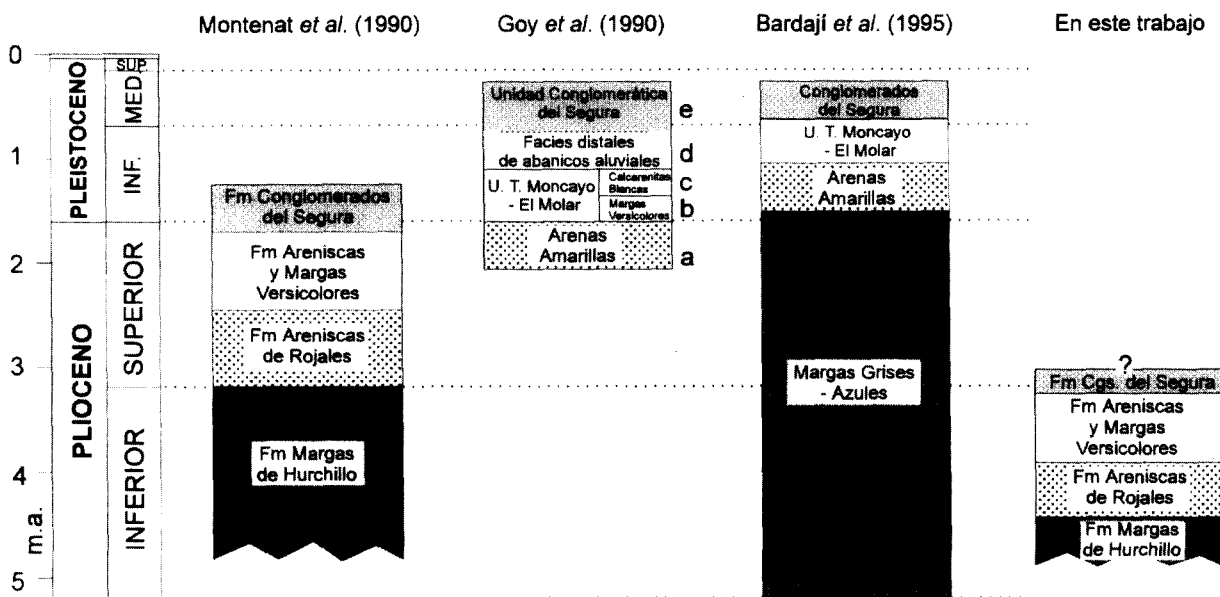 Montenat et al. (1990)
Goy et al. (1990)
Bardají et al. (1995)
En este trabajo
0
1
2
3
4
5
m.a.
PLEISTOCENO
SUP
MED
INF.
PLIOCENO
SUPERIOR
INFERIOR
Fm Conglomerados
del Segura
Fm Areniscas
y Margas
Versicolores
Fm Areniscas
de Rojales
Fm Margas
de Hurchillo
Unidad Conglomerática
del Segura
e
Facies distales
de abanicos aluviales
d
U. T. Moncayo
- El Molar
Calcarenitas
Blancas
c
Margas
Versicolores
b
Arenas
Amarillas
a
Conglomerados
del Segura
U. T. Moncayo
- El Molar
Arenas
Amarillas
Margas Grises
- Azules
?
Fm Cgs. del Segura
Fm Areniscas
y Margas
Versicolores
Fm Areniscas
de Rojales
Fm Margas
de Hurchillo